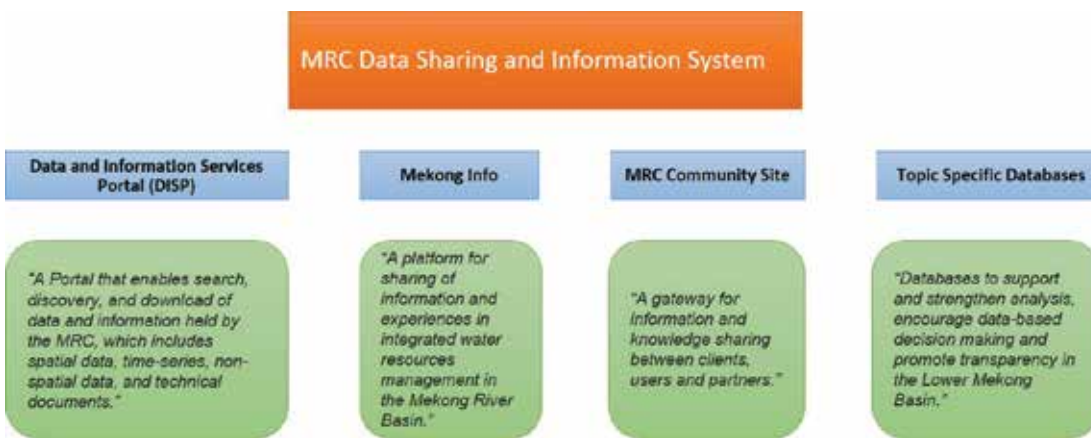 MRC Data Sharing and Information System
Data and Information Services
Portal (DISP)
Mekong Info
MRC Community Site
Topic Specific Databases
"A Portal that enables search,
discovery, and download of
data and information held by
the MRC, which includes
spatial data, time-series, non-
spatial data, and technical
documents."
"A platform for
sharing of
information and
experiences in
integrated water
resources
management in
the Mekong River
Basin."
"A gateway for
information and
knowledge sharing
between clients,
users and partners."
"Databases to support
and strengthen analysis,
encourage data-based
decision making and
promote transparency in
the Lower Mekong
Basin."